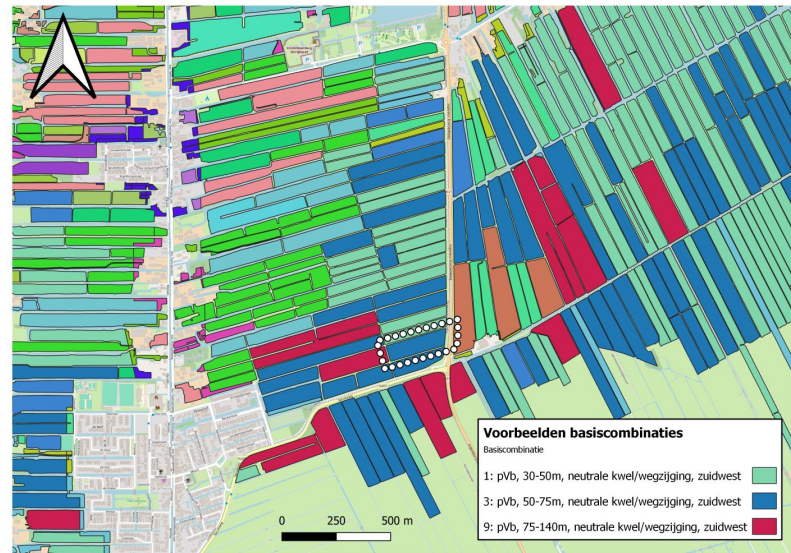 Voorbeelden basiscombinaties
Basiscombinatie
1: pVb, 30-50m, neutrale kwel/wegzijging, zuidwest
3: pVb, 50-75m, neutrale kwel/wegzijging, zuidwest
9: pVb, 75-140m, neutrale kwel/wegzijging, zuidwest
0 250 500 m